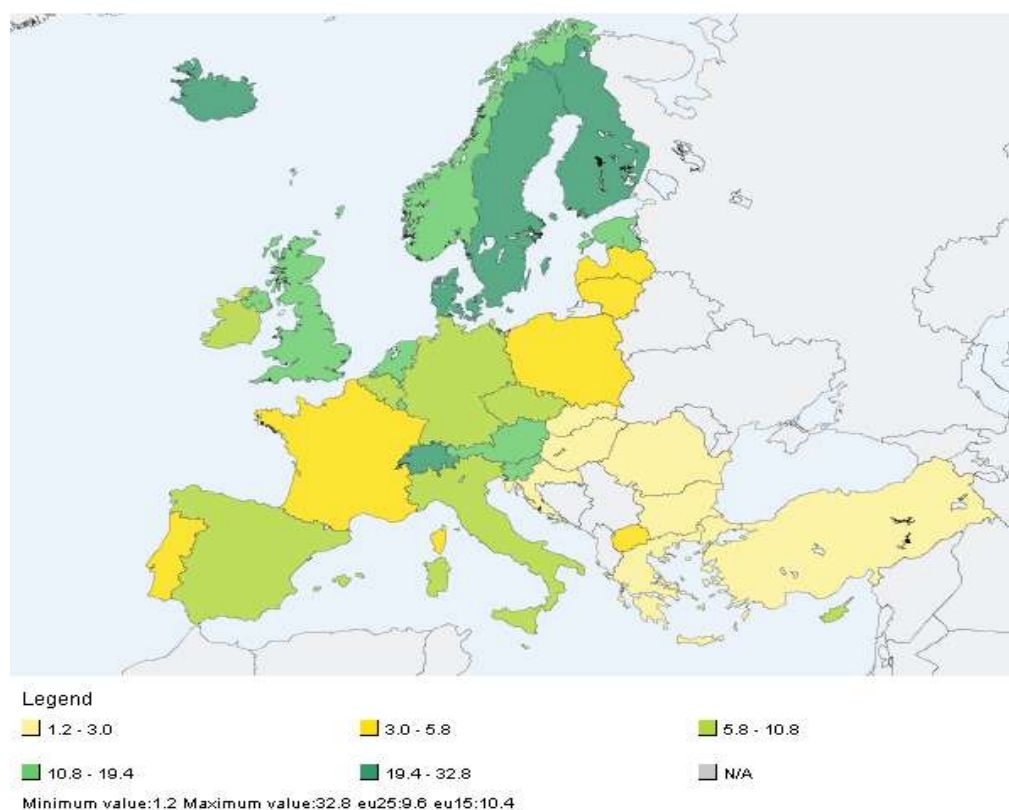 Legend
1.2 - 3.0 3.0 - 5.8 5.8 - 10.8
10.8 - 19.4 19.4 - 32.8 N/A
Minimum value:1.2 Maximum value:32.8 eu25:9.6 eu15:10.4